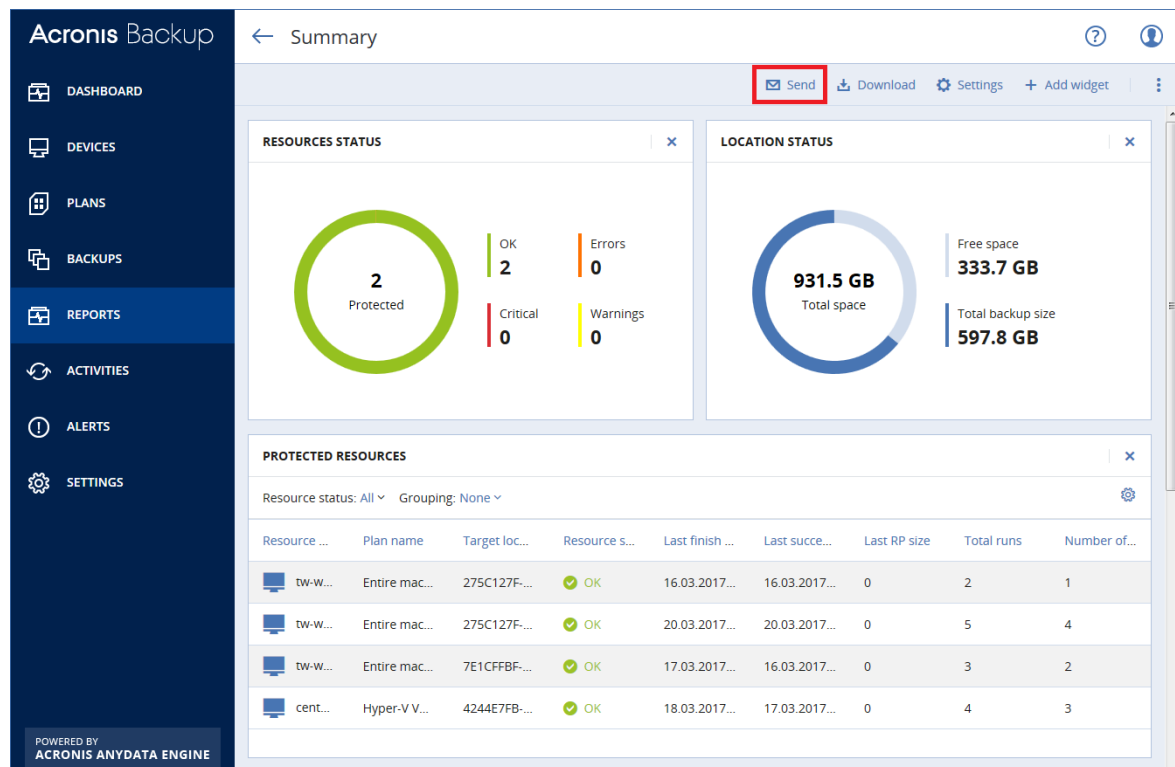 Acronis Backup
Summary
DASHBOARD
DEVICES
PLANS
BACKUPS
REPORTS
ACTIVITIES
ALERTS
SETTINGS
POWERED BY
ACRONIS ANYDATA ENGINE
Send Download Settings + Add widget
RESOURCES STATUS
2
Protected
OK
2
Errors
0
Critical
0
Warnings
0
LOCATION STATUS
931.5 GB
Total space
Free space
333.7 GB
Total backup size
597.8 GB
PROTECTED RESOURCES
Resource status: All Grouping: None
Resource ... Plan name Target loc... Resource s... Last finish ... Last succe... Last RP size Total runs Number of...
tw-w... Entire mac... 275C127F-... OK 16.03.2017... 16.03.2017... 0 2 1
tw-w... Entire mac... 275C127F-... OK 20.03.2017... 20.03.2017... 0 5 4
tw-w... Entire mac... 7E1CFFBF-... OK 17.03.2017... 16.03.2017... 0 3 2
cent... Hyper-V V... 4244E7FB-... OK 18.03.2017... 17.03.2017... 0 4 3